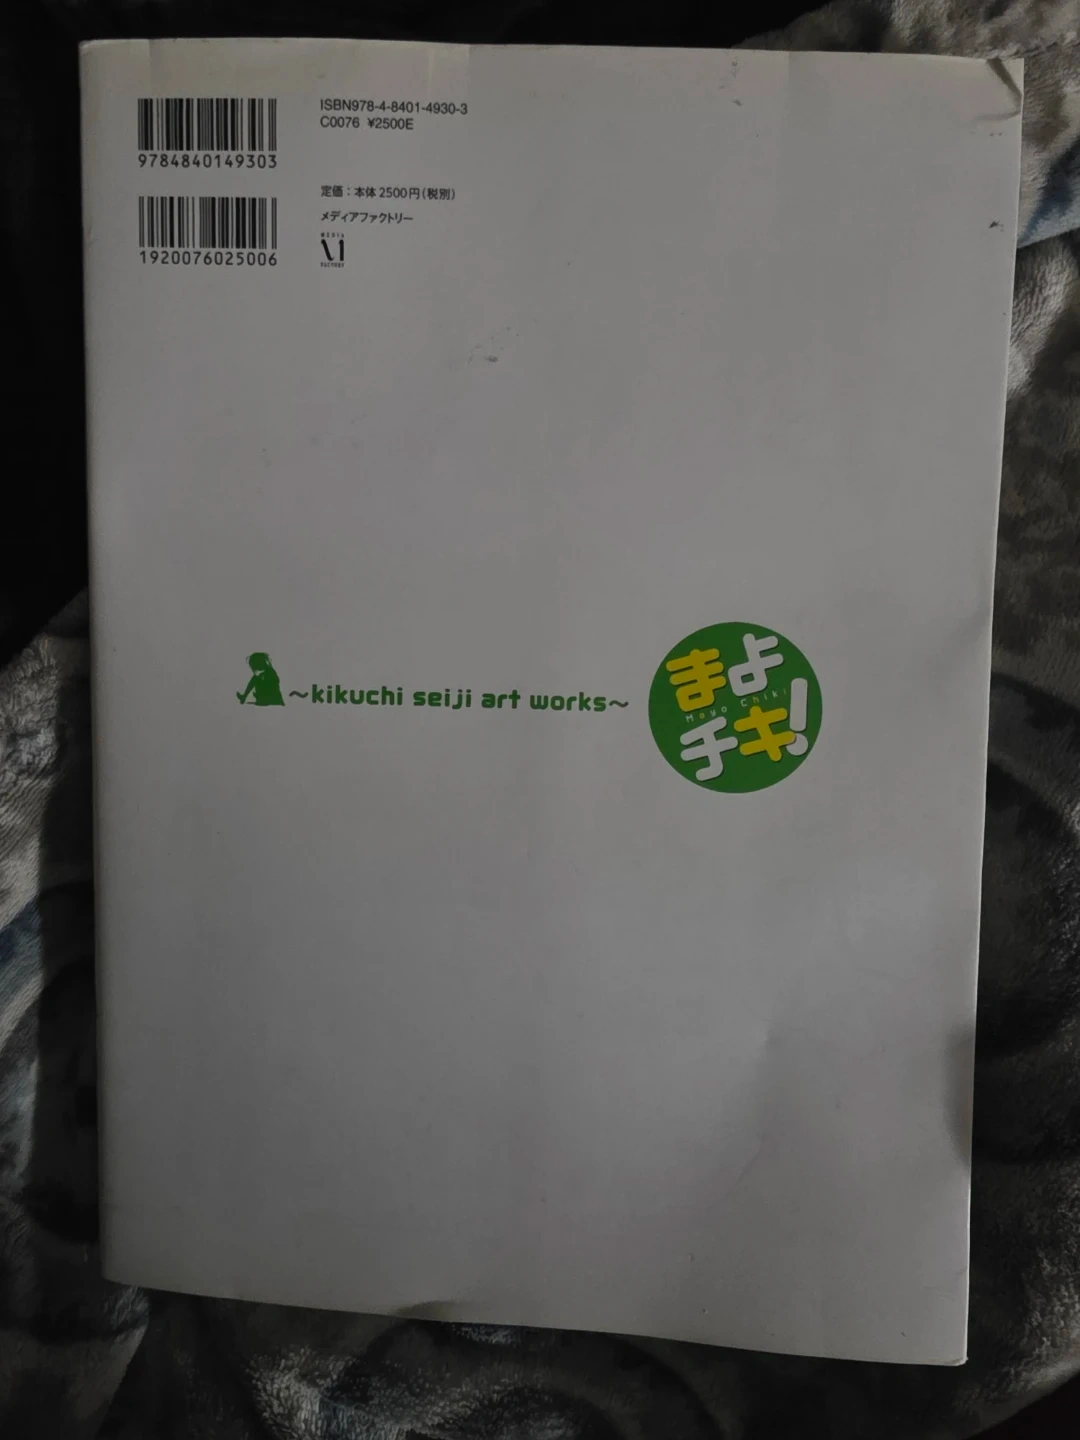 ISBN978-4-8401-4930-3
C0076 ¥2500E
9784840149303
定価：本体2500円(税別)
メディアファクトリー
MEDIA
FACTORY
1920076025006
~kikuchi seiji art works~
まよ
Mayo Chiki
チキ!